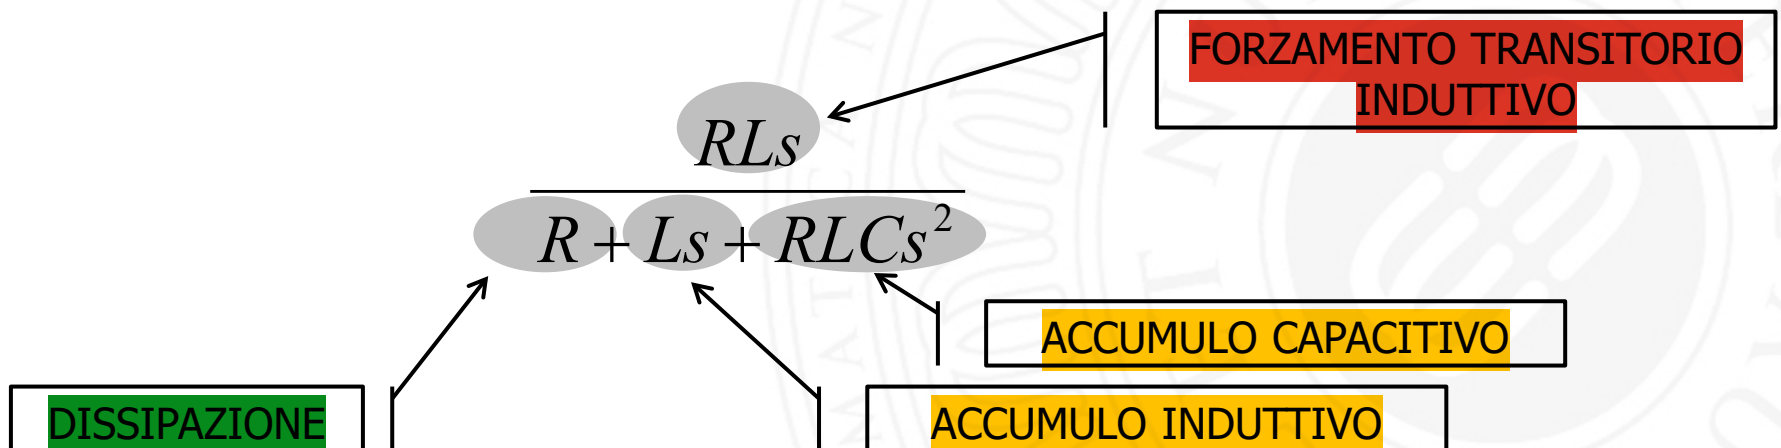 FORZAMENTO TRANSITORIO
INDUTTIVO
RLs
R + Ls + RLCs²
ACCUMULO CAPACITIVO
DISSIPAZIONE
ACCUMULO INDUTTIVO